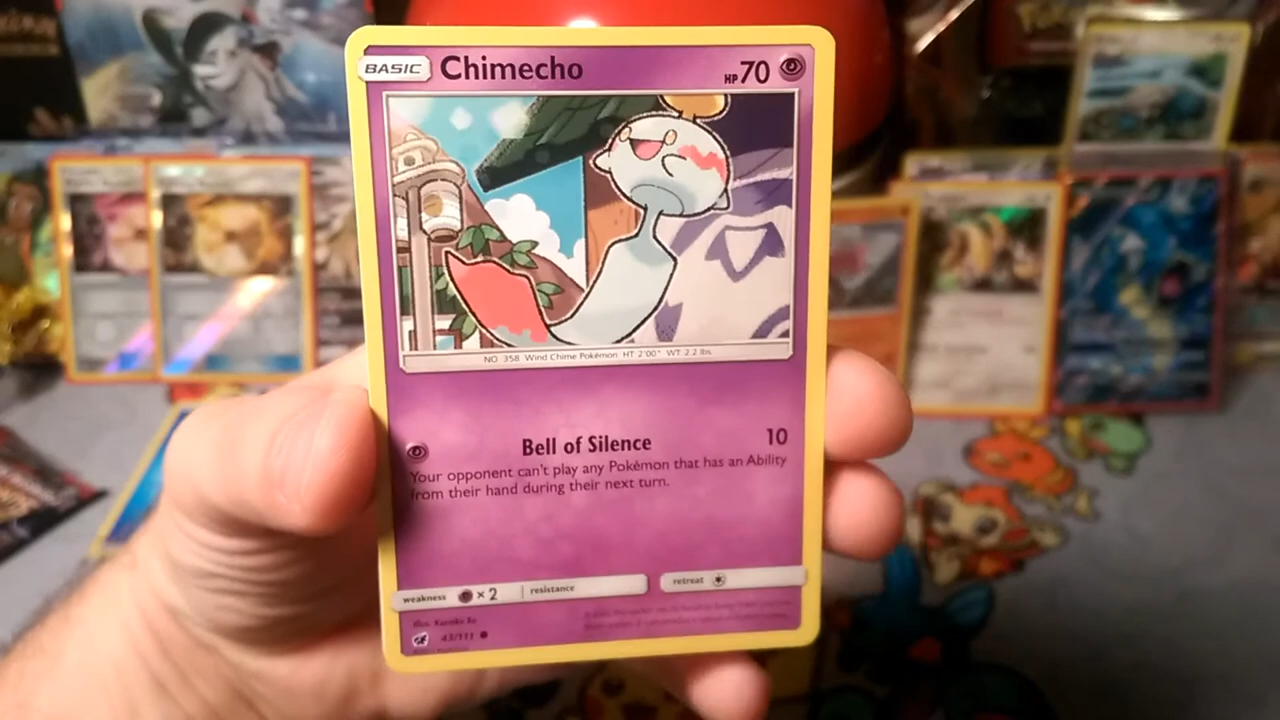 BASIC Chimecho HP 70
NO 358 Wind Chime Pokémon HT 2'00" WT 2.2 lbs.
Bell of Silence 10
Your opponent can't play any Pokémon that has an Ability
from their hand during their next turn.
weakness ×2 resistance retreat
illus.
43/111